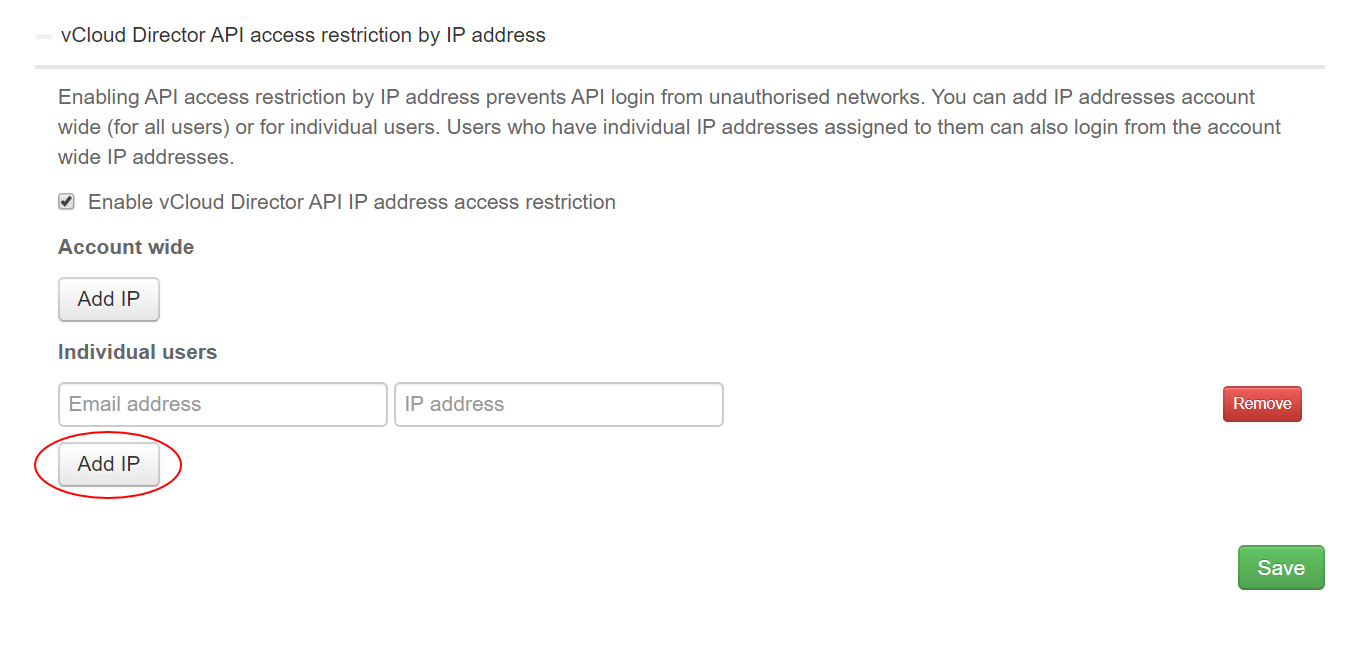 vCloud Director API access restriction by IP address
Enabling API access restriction by IP address prevents API login from unauthorised networks. You can add IP addresses account
wide (for all users) or for individual users. Users who have individual IP addresses assigned to them can also login from the account
wide IP addresses.
Enable vCloud Director API IP address access restriction
Account wide
Add IP
Individual users
Email address IP address Remove
Add IP
Save